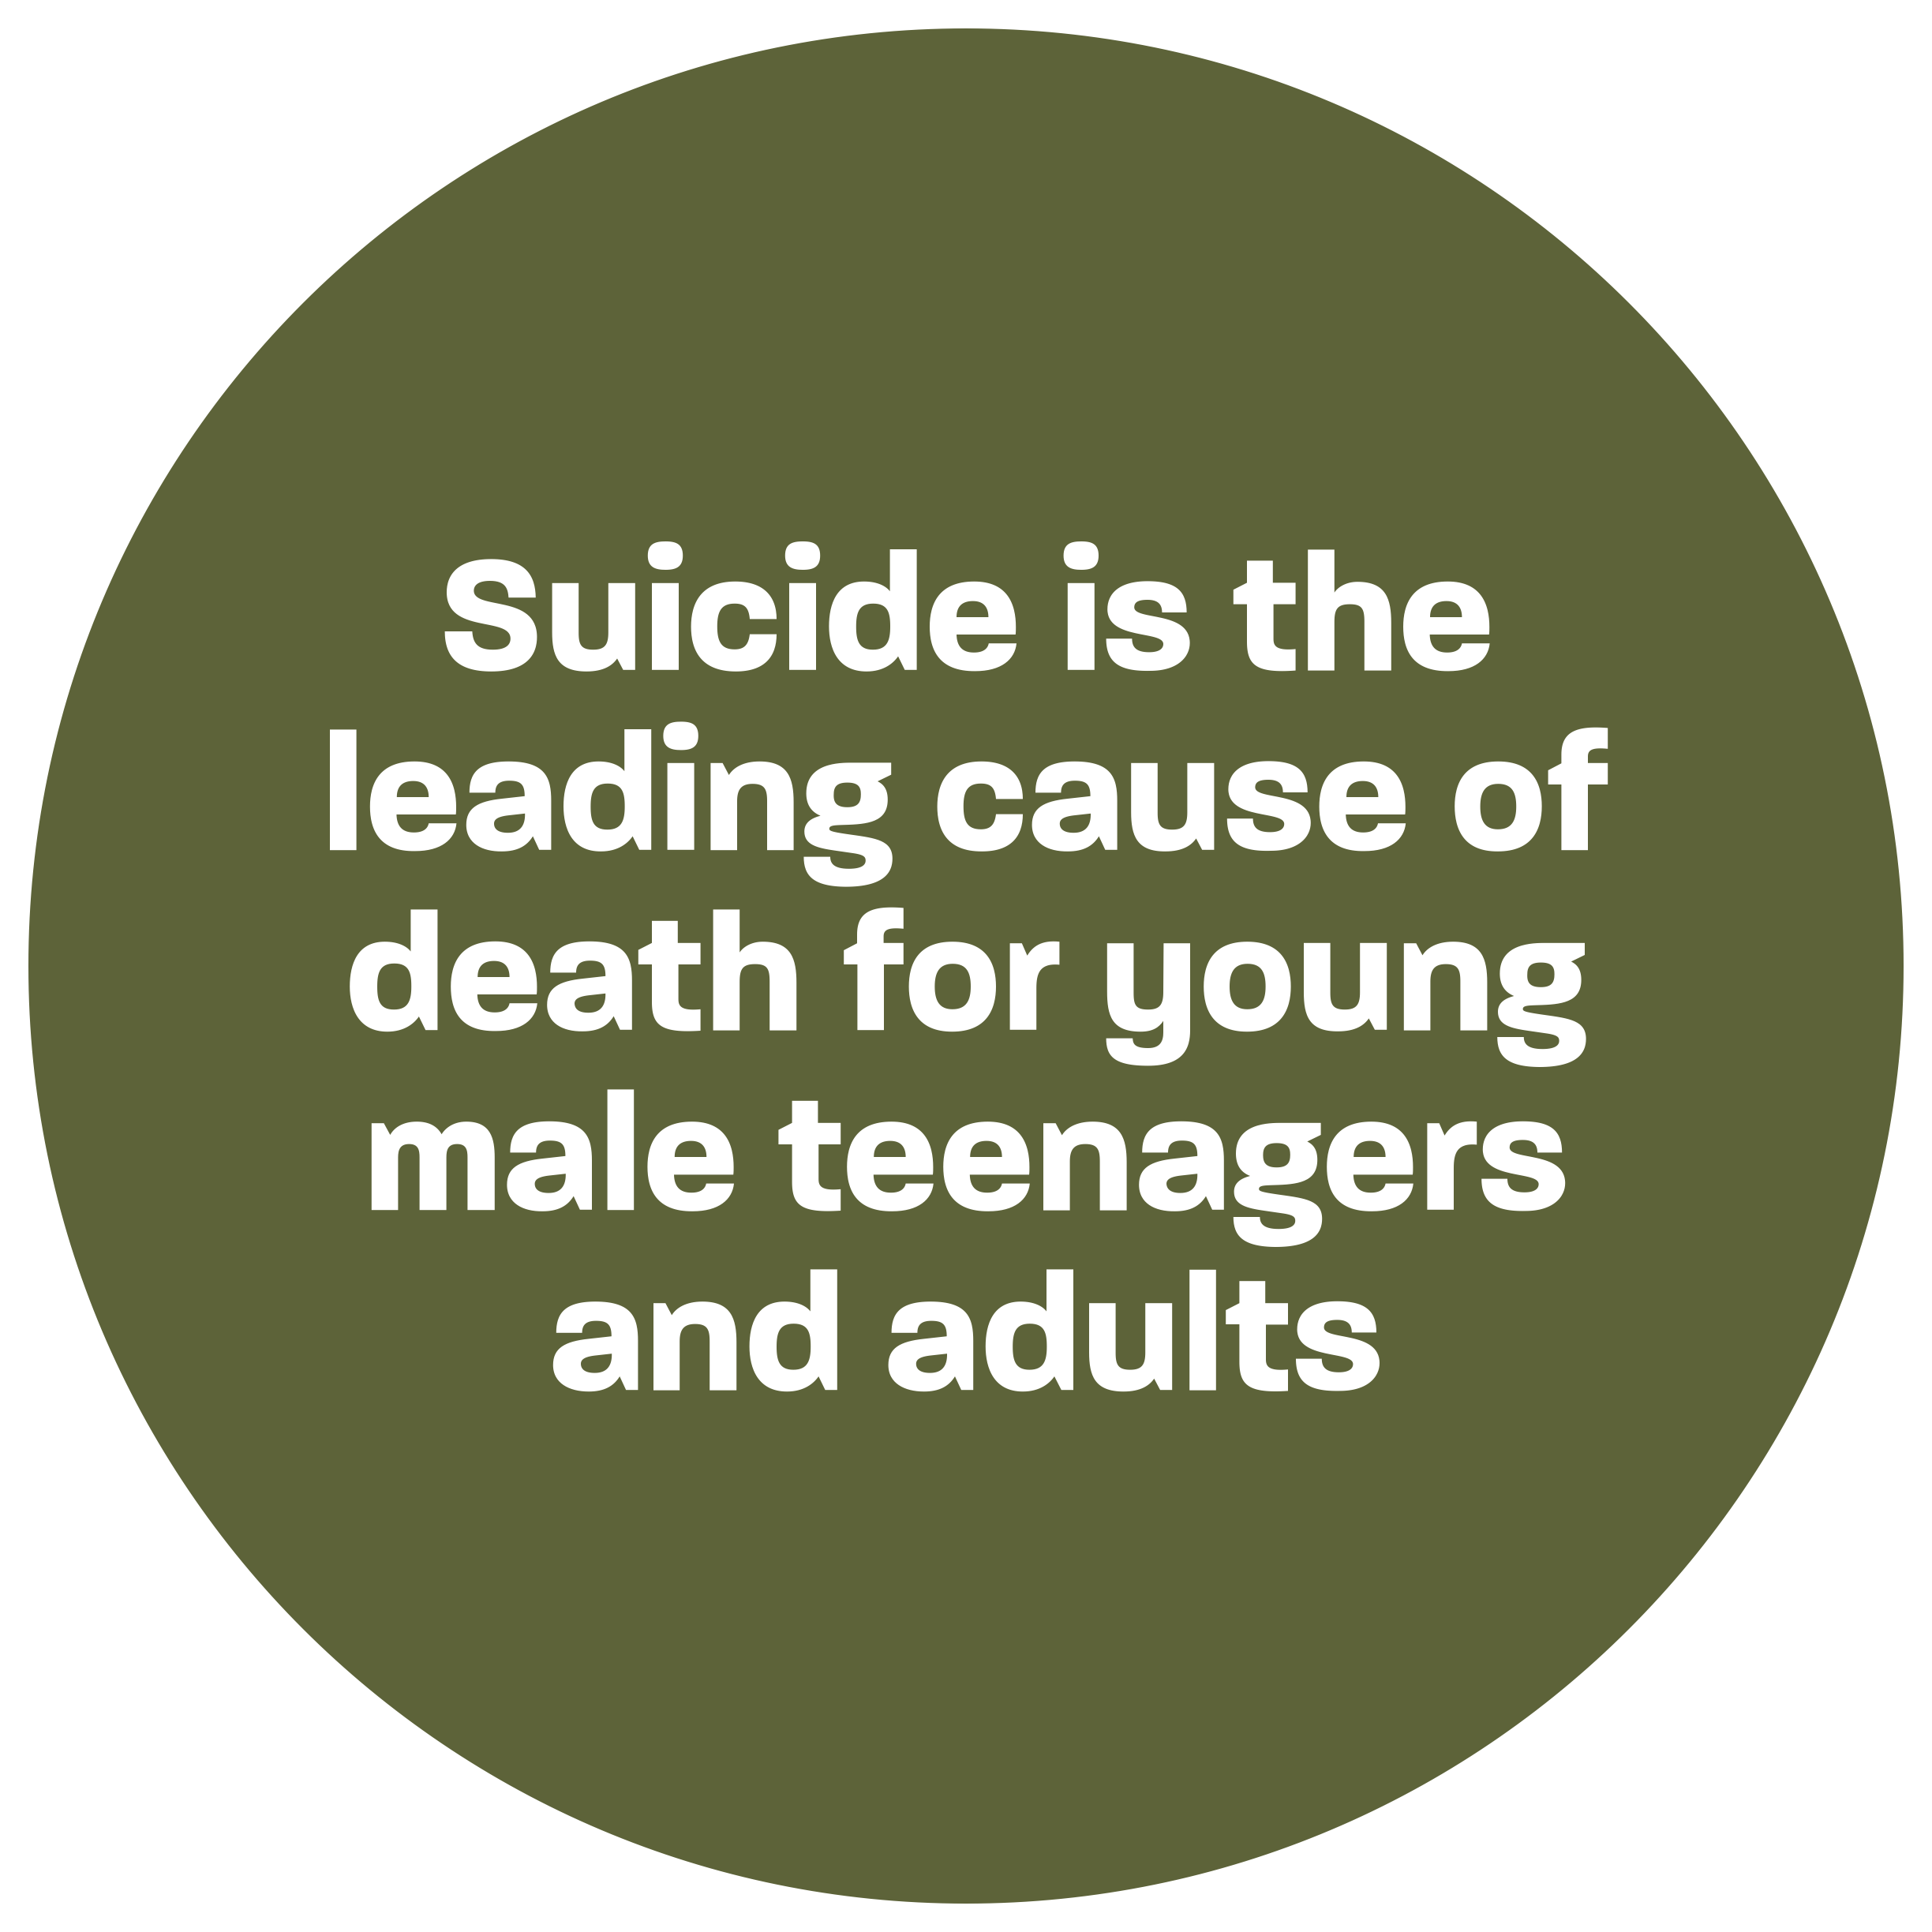 Suicide is the
leading cause of
death for young
male teenagers
and adults